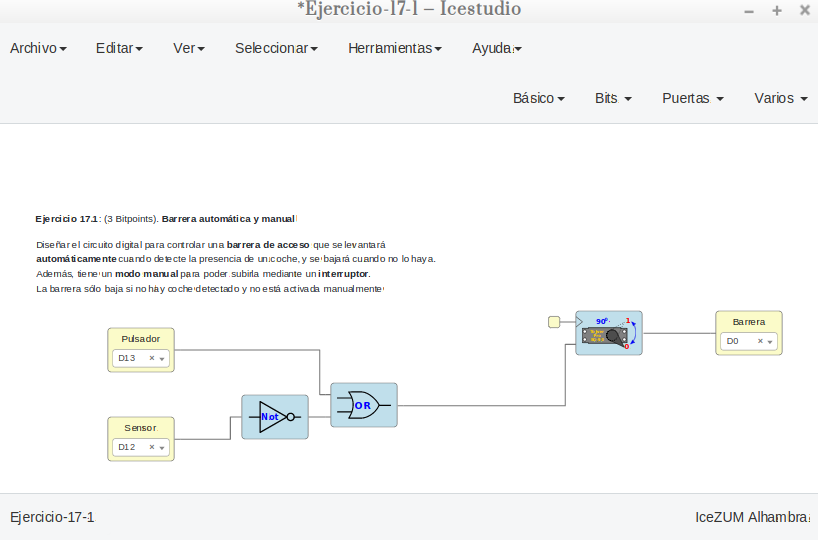 *Ejercicio-17-1 – Icestudio
Archivo Editar Ver Seleccionar Herramientas Ayuda
Básico Bits Puertas Varios
Ejercicio 17.1: (3 Bitpoints). Barrera automática y manual
Diseñar el circuito digital para controlar una barrera de acceso que se levantará
automáticamente cuando detecte la presencia de un coche, y se bajará cuando no lo haya.
Además, tiene un modo manual para poder subirla mediante un interruptor.
La barrera sólo baja si no háy coche detectado y no está activada manualmente
Pulsador
D13
Sensor
D12
Not
OR
90º
1
0
Barrera
D0
Ejercicio-17-1
IceZUM Alhambra